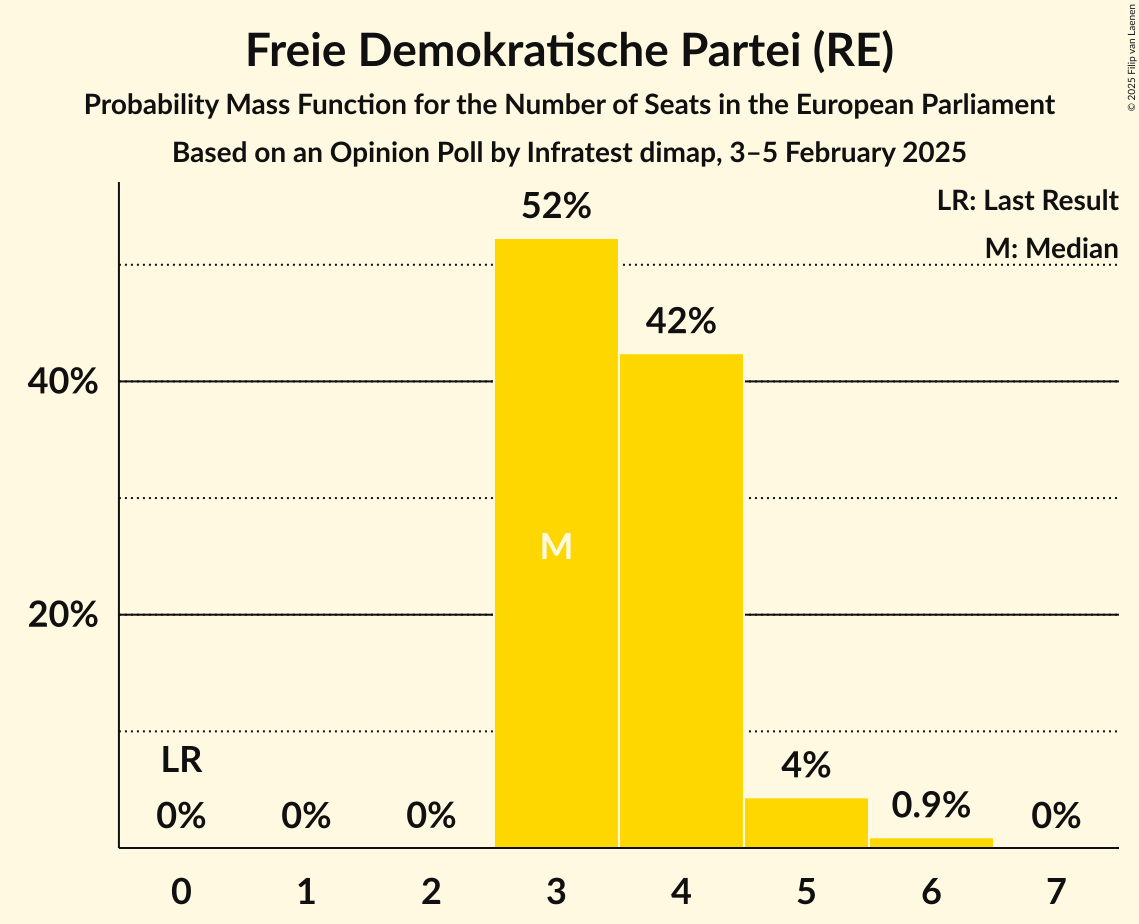 Freie Demokratische Partei (RE)
Probability Mass Function for the Number of Seats in the European Parliament
Based on an Opinion Poll by Infratest dimap, 3–5 February 2025
© 2025 Filip van Laenen
LR: Last Result
M: Median
52%
42%
40%
M
20%
LR
4%
0.9%
0% 0% 0% 0%
0 1 2 3 4 5 6 7